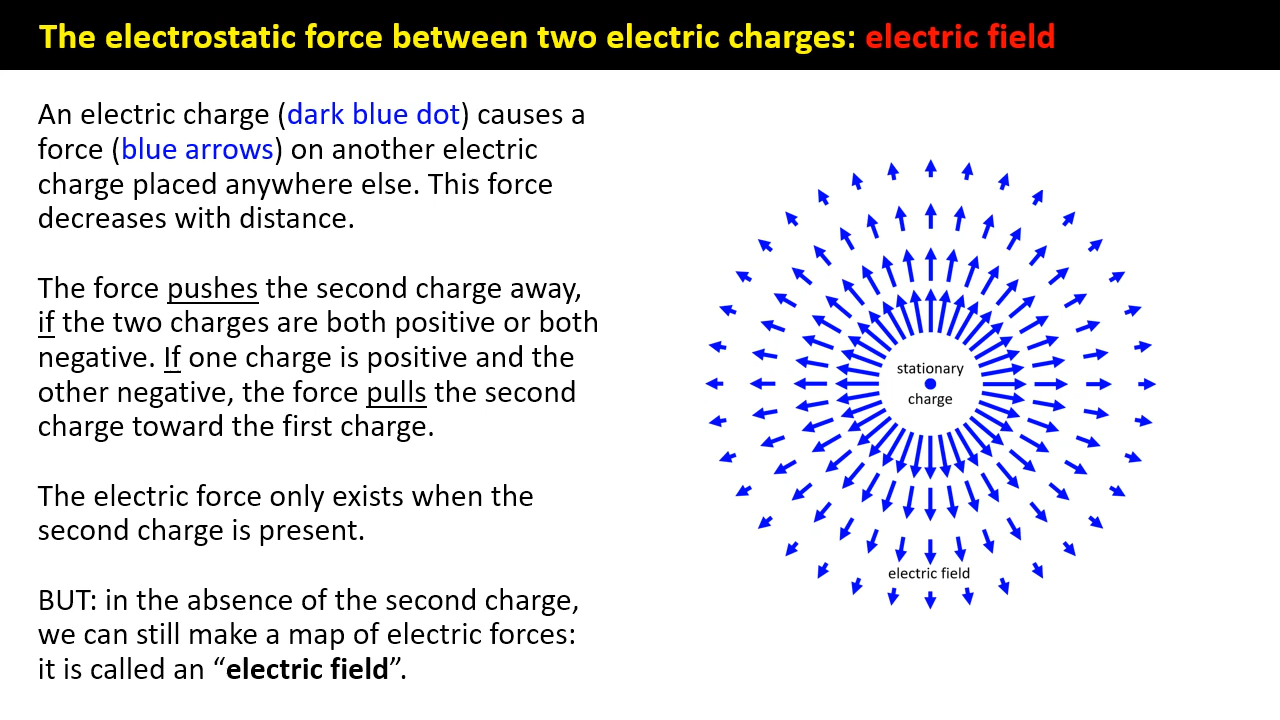 The electrostatic force between two electric charges: electric field
An electric charge (dark blue dot) causes a
force (blue arrows) on another electric
charge placed anywhere else. This force
decreases with distance.
The force pushes the second charge away,
if the two charges are both positive or both
negative. If one charge is positive and the
other negative, the force pulls the second
charge toward the first charge.
The electric force only exists when the
second charge is present.
BUT: in the absence of the second charge,
we can still make a map of electric forces:
it is called an “electric field”.
stationary
charge
electric field